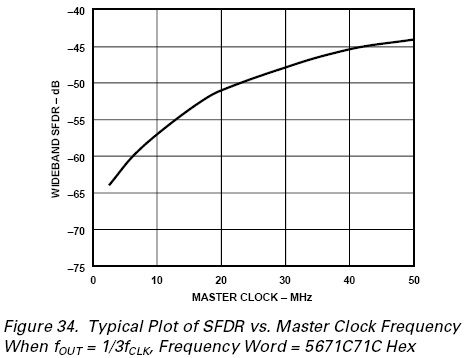 –40
–45
–50
–55
–60
–65
–70
–75
WIDEBAND SFDR – dB
0 10 20 30 40 50
MASTER CLOCK – MHz
Figure 34. Typical Plot of SFDR vs. Master Clock Frequency
When fOUT = 1/3fCLK, Frequency Word = 5671C71C Hex